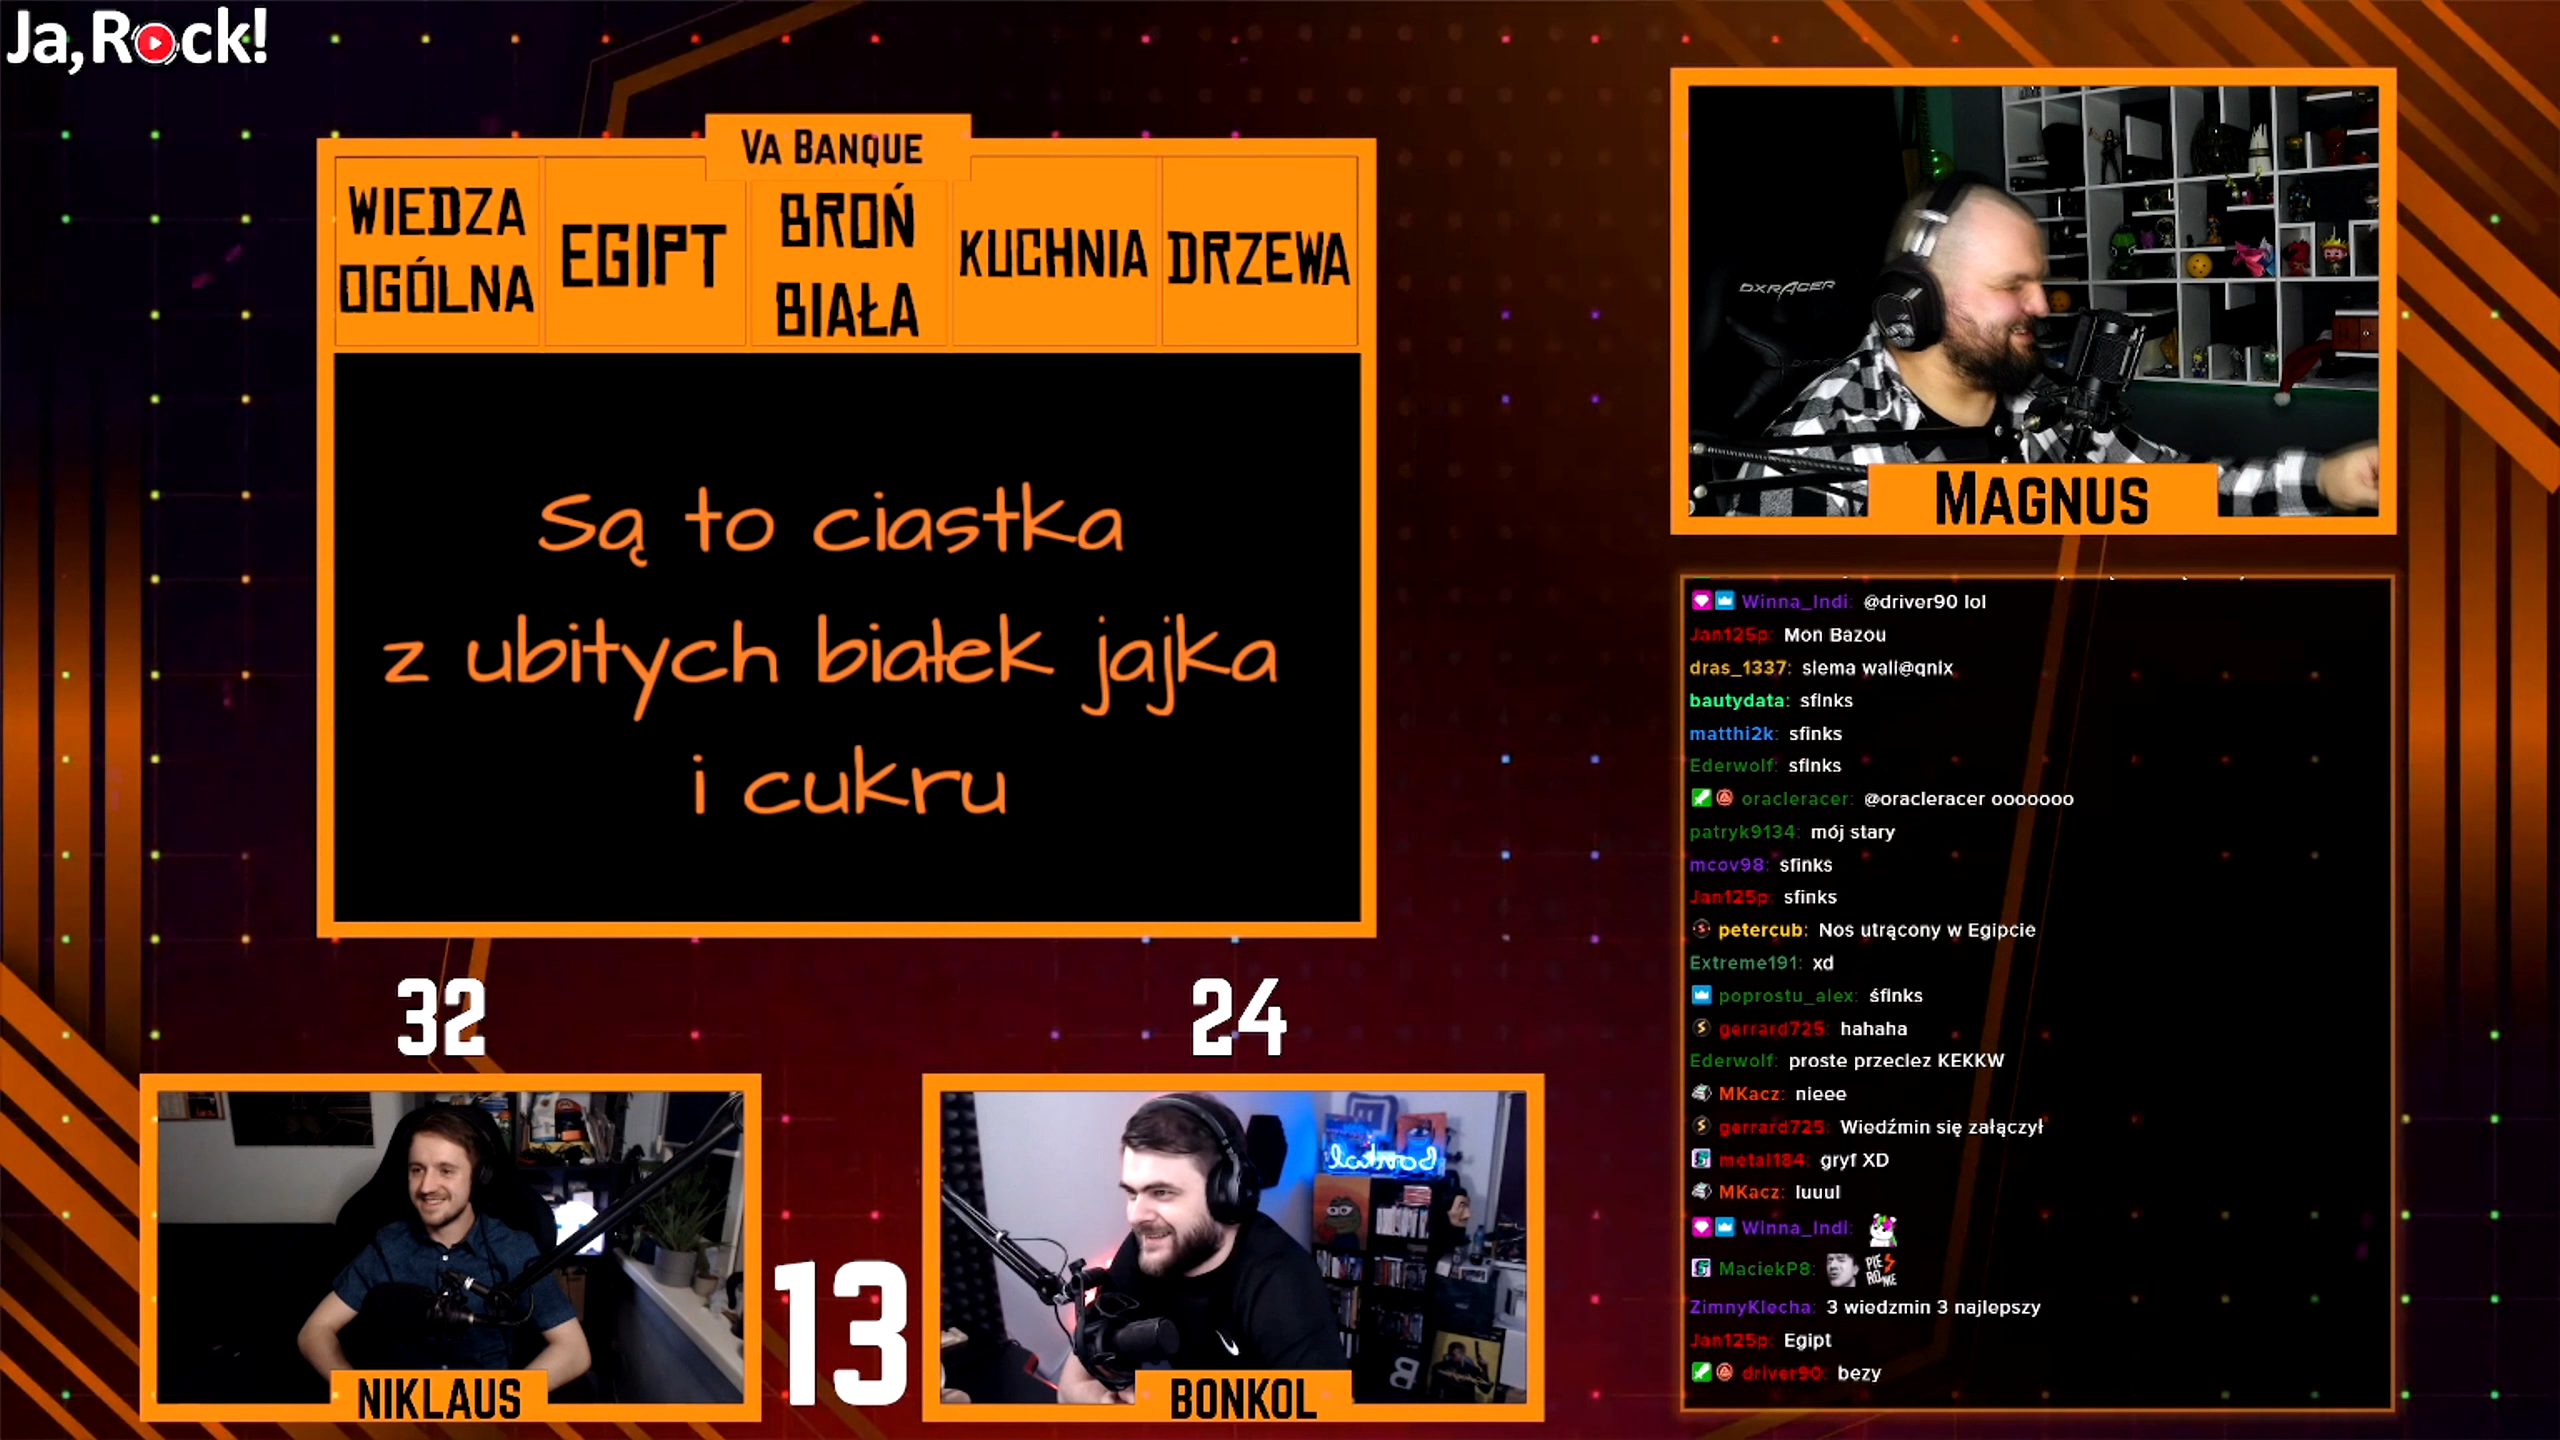 Ja, Rock!
VA BANQUE
WIEDZA
OGÓLNA
EGIPT
BROŃ
BIAŁA
KUCHNIA
DRZEWA
Są to ciastka
z ubitych białek jajka
i cukru
32
24
13
NIKLAUS
BONKOL
DXRACER
MAGNUS
Winna_Indi: @driver90 lol
Jan125p: Mon Bazou
dras_1337: siema wali@qnix
bautydata: sfinks
matthi2k: sfinks
Ederwolf: sfinks
oracleracer: @oracleracer ooooooo
patryk9134: mój stary
mcov98: sfinks
Jan125p: sfinks
petercub: Nos utrącony w Egipcie
Extreme191: xd
poprostu_alex: śfinks
gerrard725: hahaha
Ederwolf: proste przeciez KEKKW
MKacz: nieee
gerrard725: Wiedźmin się załączył
metal184: gryf XD
MKacz: luuul
Winna_Indi:
MaciekP8:
ZimnyKlecha: 3 wiedzmin 3 najlepszy
Jan125p: Egipt
driver90: bezy